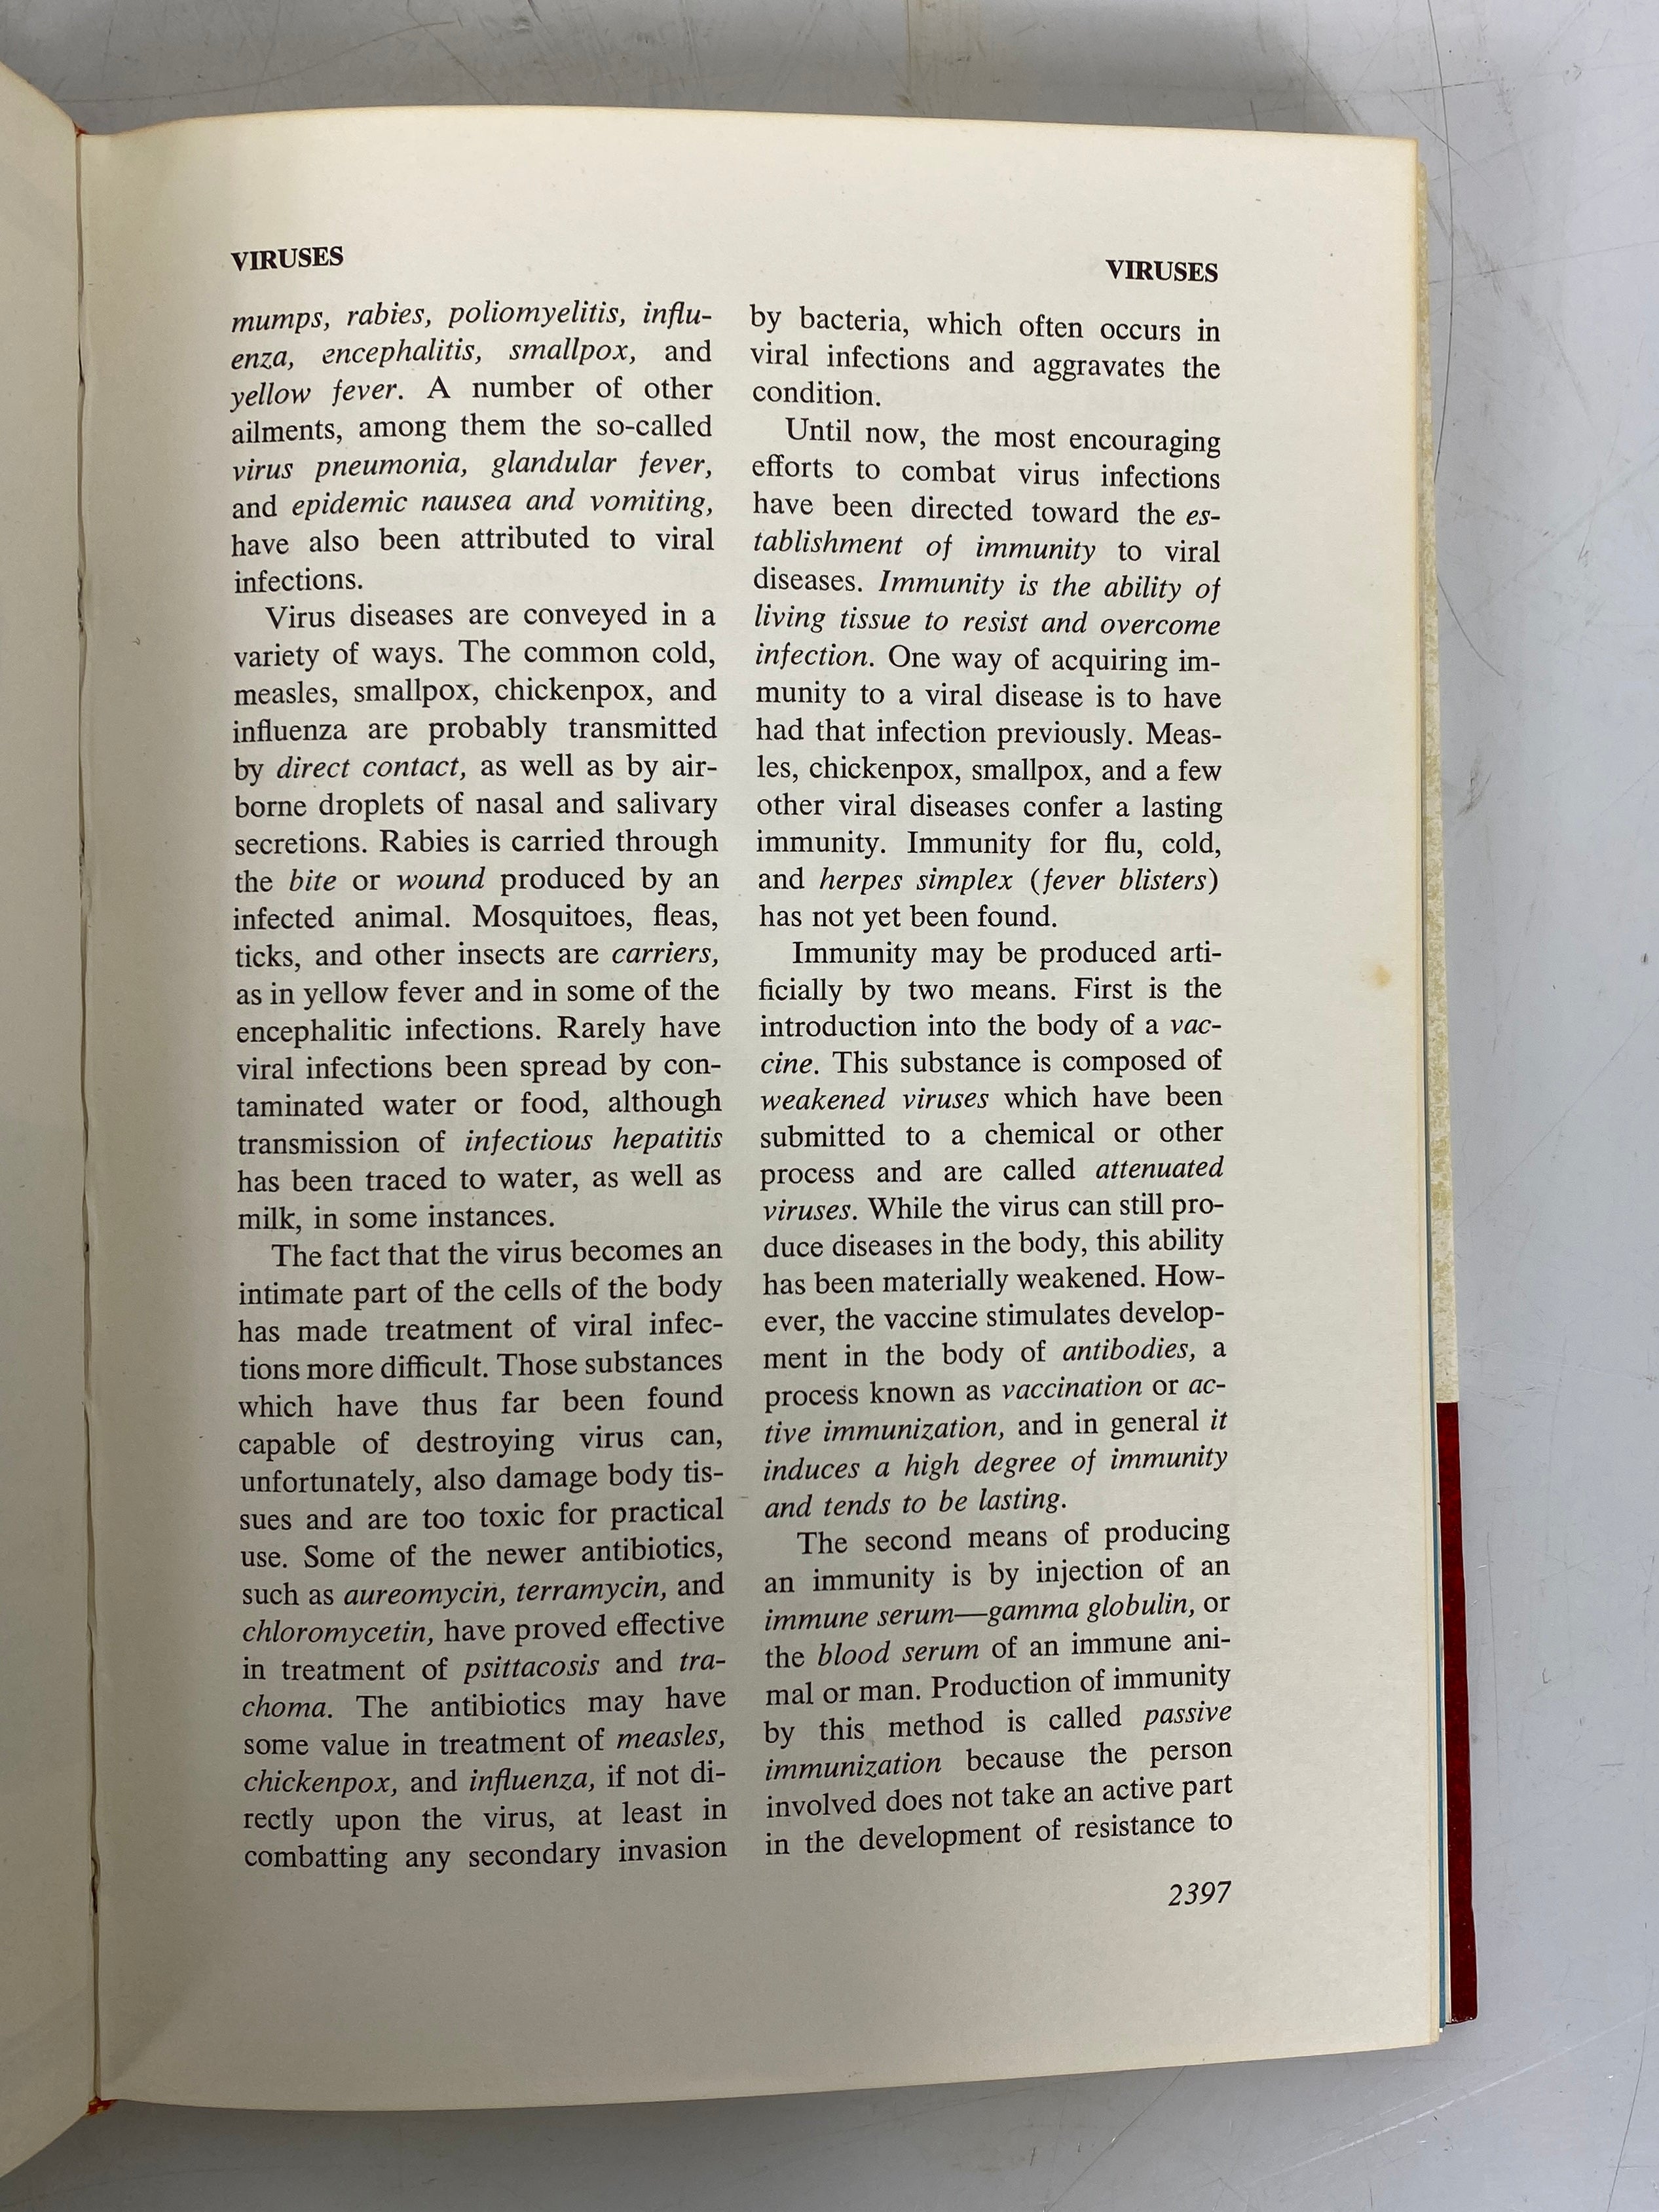 VIRUSES
VIRUSES
mumps, rabies, poliomyelitis, influ-
enza, encephalitis, smallpox, and
yellow fever. A number of other
ailments, among them the so-called
virus pneumonia, glandular fever,
and epidemic nausea and vomiting,
have also been attributed to viral
infections.
Virus diseases are conveyed in a
variety of ways. The common cold,
measles, smallpox, chickenpox, and
influenza are probably transmitted
by direct contact, as well as by air-
borne droplets of nasal and salivary
secretions. Rabies is carried through
the bite or wound produced by an
infected animal. Mosquitoes, fleas,
ticks, and other insects are carriers,
as in yellow fever and in some of the
encephalitic infections. Rarely have
viral infections been spread by con-
taminated water or food, although
transmission of infectious hepatitis
has been traced to water, as well as
milk, in some instances.
The fact that the virus becomes an
intimate part of the cells of the body
has made treatment of viral infec-
tions more difficult. Those substances
which have thus far been found
capable of destroying virus can,
unfortunately, also damage body tis-
sues and are too toxic for practical
use. Some of the newer antibiotics,
such as aureomycin, terramycin, and
chloromycetin, have proved effective
in treatment of psittacosis and tra-
choma. The antibiotics may have
some value in treatment of measles,
chickenpox, and influenza, if not di-
rectly upon the virus, at least in
combatting any secondary invasion
by bacteria, which often occurs in
viral infections and aggravates the
condition.
Until now, the most encouraging
efforts to combat virus infections
have been directed toward the es-
tablishment of immunity to viral
diseases. Immunity is the ability of
living tissue to resist and overcome
infection. One way of acquiring im-
munity to a viral disease is to have
had that infection previously. Meas-
les, chickenpox, smallpox, and a few
other viral diseases confer a lasting
immunity. Immunity for flu, cold,
and herpes simplex (fever blisters)
has not yet been found.
Immunity may be produced arti-
ficially by two means. First is the
introduction into the body of a vac-
cine. This substance is composed of
weakened viruses which have been
submitted to a chemical or other
process and are called attenuated
viruses. While the virus can still pro-
duce diseases in the body, this ability
has been materially weakened. How-
ever, the vaccine stimulates develop-
ment in the body of antibodies, a
process known as vaccination or ac-
tive immunization, and in general it
induces a high degree of immunity
and tends to be lasting.
The second means of producing
an immunity is by injection of an
immune serum—gamma globulin, or
the blood serum of an immune ani-
mal or man. Production of immunity
by this method is called passive
immunization because the person
involved does not take an active part
in the development of resistance to
2397